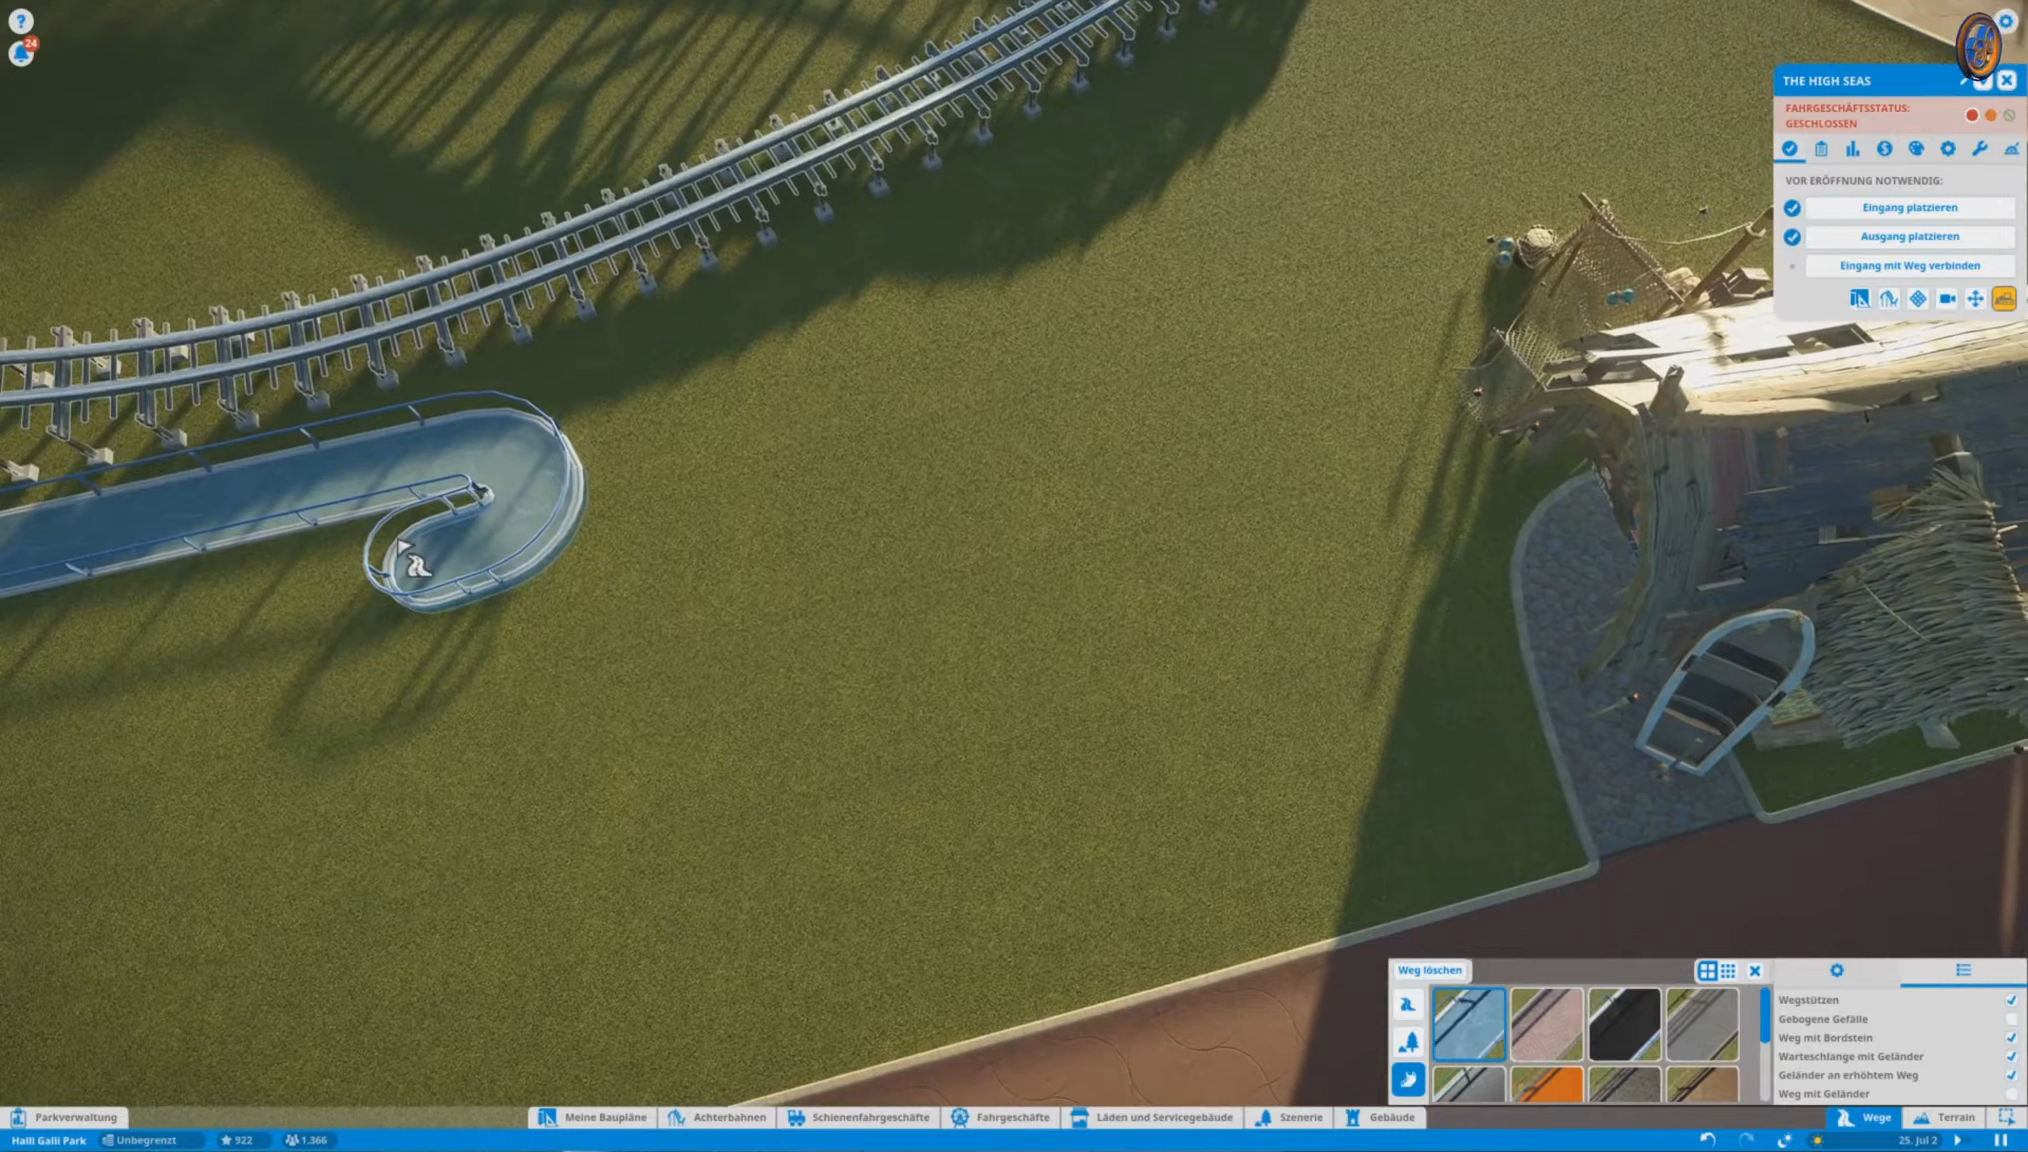 ?
24
THE HIGH SEAS
FAHRGESCHÄFTSSTATUS:
GESCHLOSSEN
VOR ERÖFFNUNG NOTWENDIG:
Eingang platzieren
Ausgang platzieren
Eingang mit Weg verbinden
Weg löschen
Wegstützen
Gebogene Gefälle
Weg mit Bordstein
Warteschlange mit Geländer
Geländer an erhöhtem Weg
Weg mit Geländer
Parkverwaltung
Meine Baupläne
Achterbahnen
Schienenfahrgeschäfte
Fahrgeschäfte
Läden und Servicegebäude
Szenerie
Gebäude
Wege
Terrain
Halli Galli Park
Unbegrenzt
922
1.366
25. Jul 2